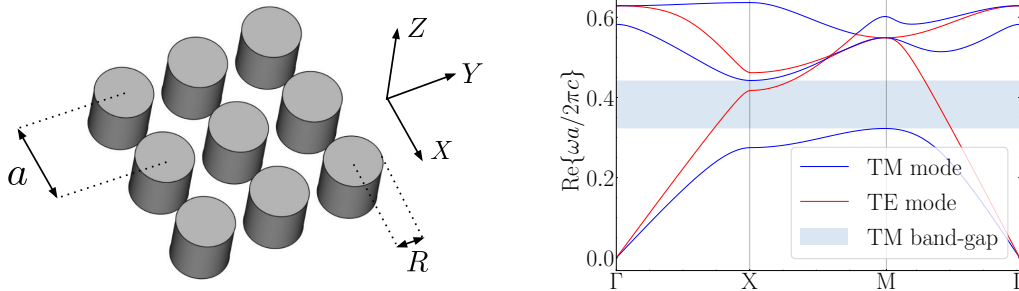 Z
Y
X
a
R
Re{ωa/2πc}
0.6
0.4
0.2
0.0
Γ
X
M
Γ
TM mode
TE mode
TM band-gap